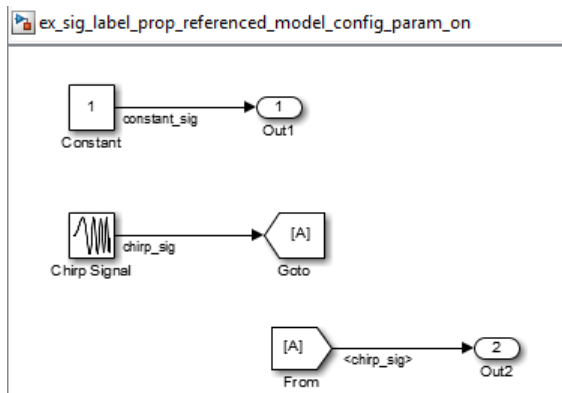 ex_sig_label_prop_referenced_model_config_param_on
1
constant_sig
1
Constant
Out1
[A]
chirp_sig
Chirp Signal
Goto
[A]
<chirp_sig>
2
From
Out2